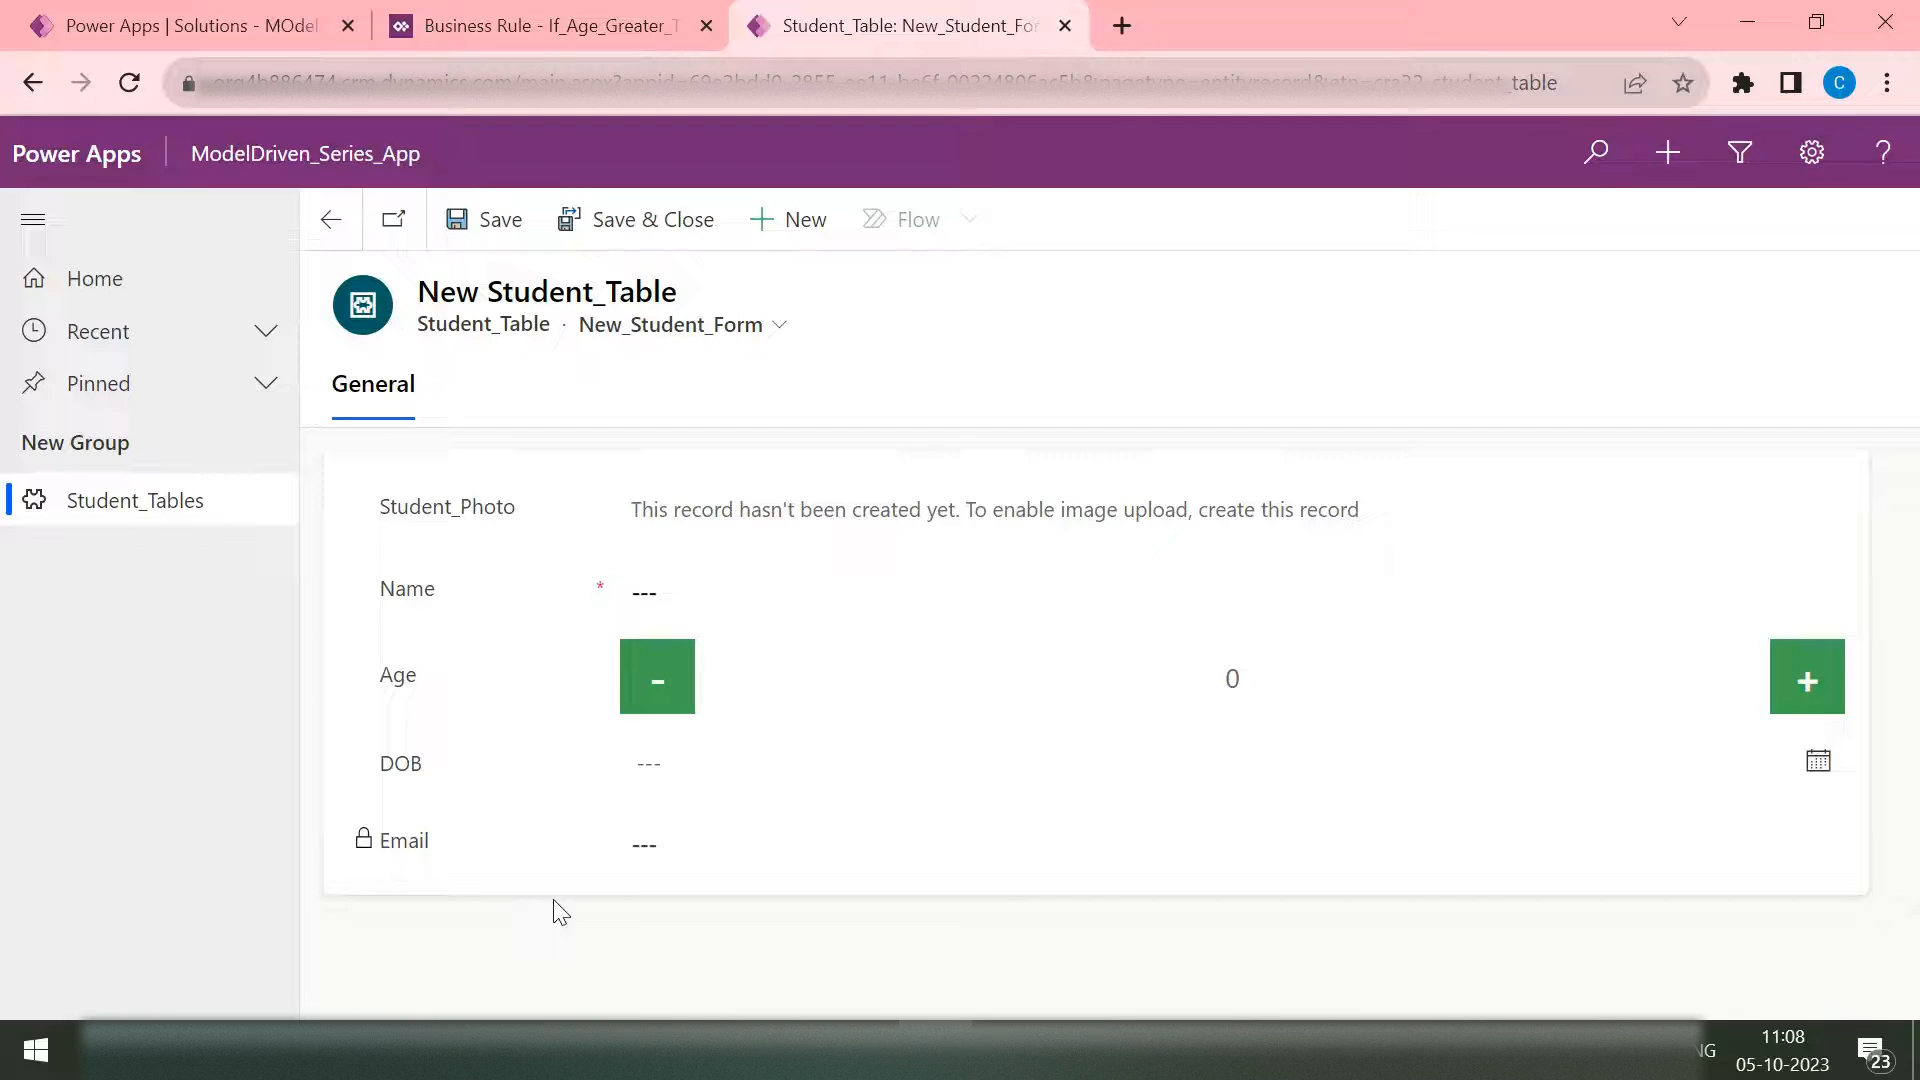 Power Apps | Solutions - MOdel
Business Rule - If_Age_Greater_T
Student_Table: New_Student_For
_table
C
Power Apps
ModelDriven_Series_App
?
Save
Save & Close
New
Flow
Home
Recent
Pinned
New Group
Student_Tables
New Student_Table
Student_Table · New_Student_Form
General
Student_Photo
This record hasn't been created yet. To enable image upload, create this record
Name * ---
Age - 0 +
DOB ---
Email ---
11:08
05-10-2023
23